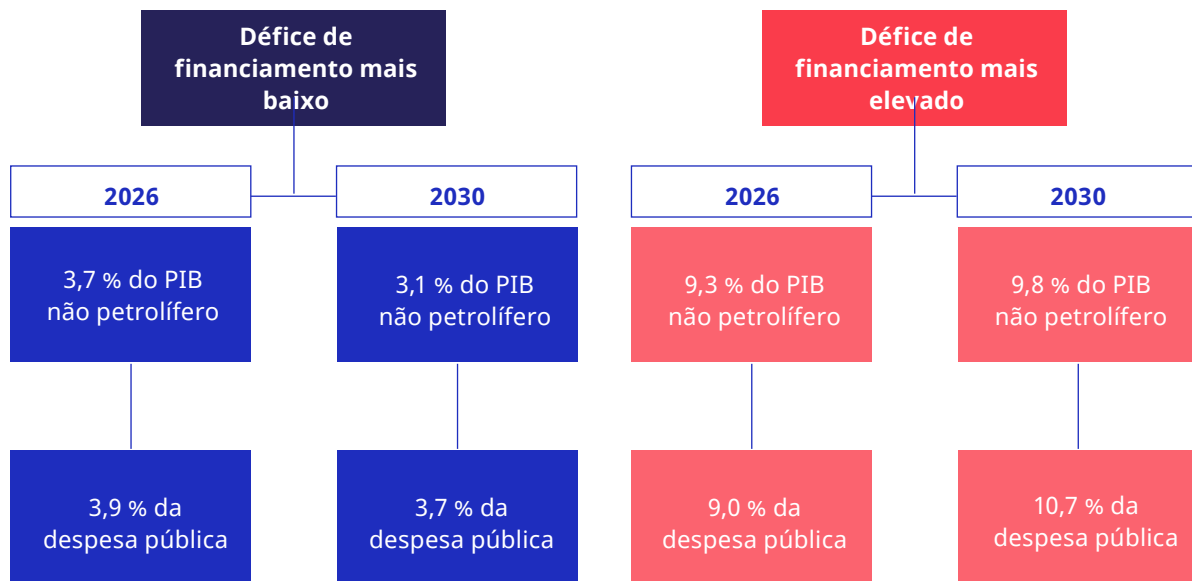 Défice de
financiamento mais
baixo
2026
2030
3,7 % do PIB
não petrolífero
3,1 % do PIB
não petrolífero
3,9 % da
despesa pública
3,7 % da
despesa pública
Défice de
financiamento mais
elevado
2026
2030
9,3 % do PIB
não petrolífero
9,8 % do PIB
não petrolífero
9,0 % da
despesa pública
10,7 % da
despesa pública